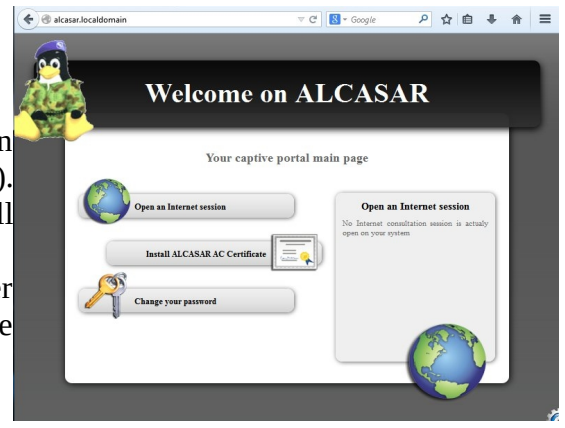 alcasar.localdomain
Google
Welcome on ALCASAR
Your captive portal main page
Open an Internet session
Install ALCASAR AC Certificate
Change your password
Open an Internet session
No Internet consultation session is actualy
open on your system